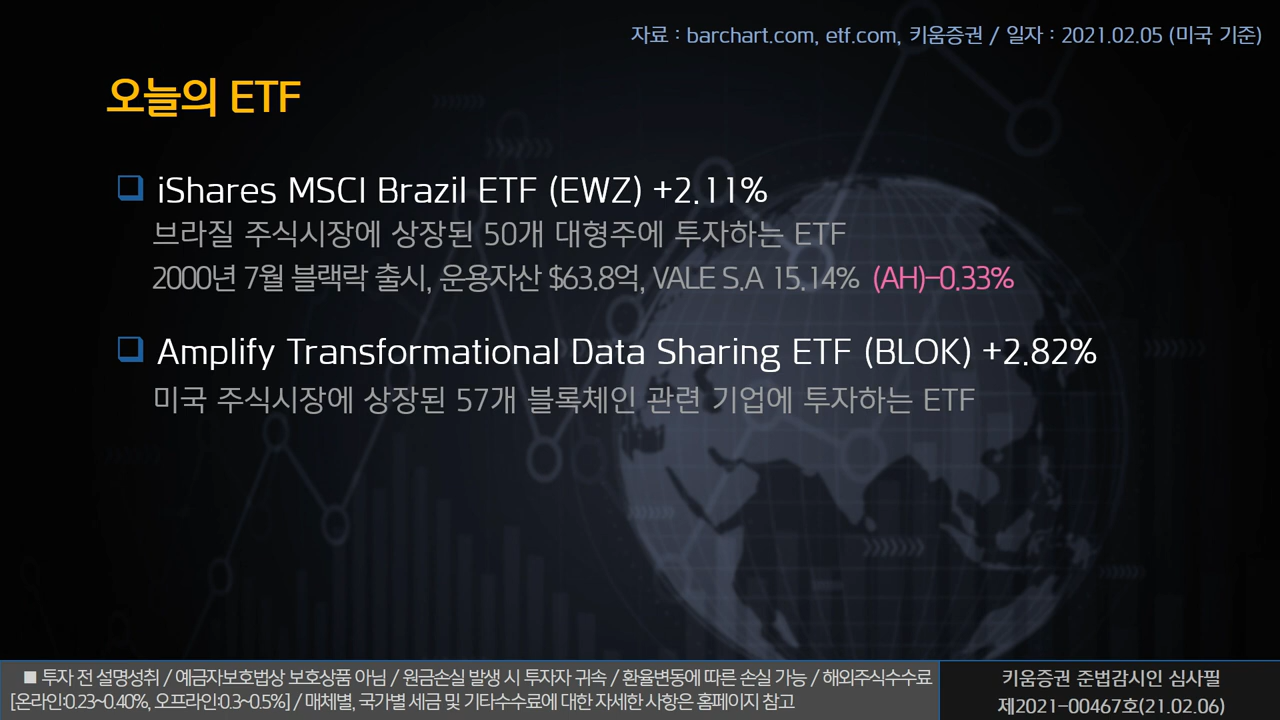 자료 : barchart.com, etf.com, 키움증권 / 일자 : 2021.02.05 (미국 기준)
오늘의 ETF
❑ iShares MSCI Brazil ETF (EWZ) +2.11%
브라질 주식시장에 상장된 50개 대형주에 투자하는 ETF
2000년 7월 블랙락 출시, 운용자산 $63.8억, VALE S.A 15.14% (AH)-0.33%
❑ Amplify Transformational Data Sharing ETF (BLOK) +2.82%
미국 주식시장에 상장된 57개 블록체인 관련 기업에 투자하는 ETF
■ 투자 전 설명성취 / 예금자보호법상 보호상품 아님 / 원금손실 발생 시 투자자 귀속 / 환율변동에 따른 손실 가능 / 해외주식수수료
[온라인:0.23~0.40%, 오프라인:0.3~0.5%] / 매체별, 국가별 세금 및 기타수수료에 대한 자세한 사항은 홈페이지 참고
키움증권 준법감시인 심사필
제2021-00467호(21.02.06)